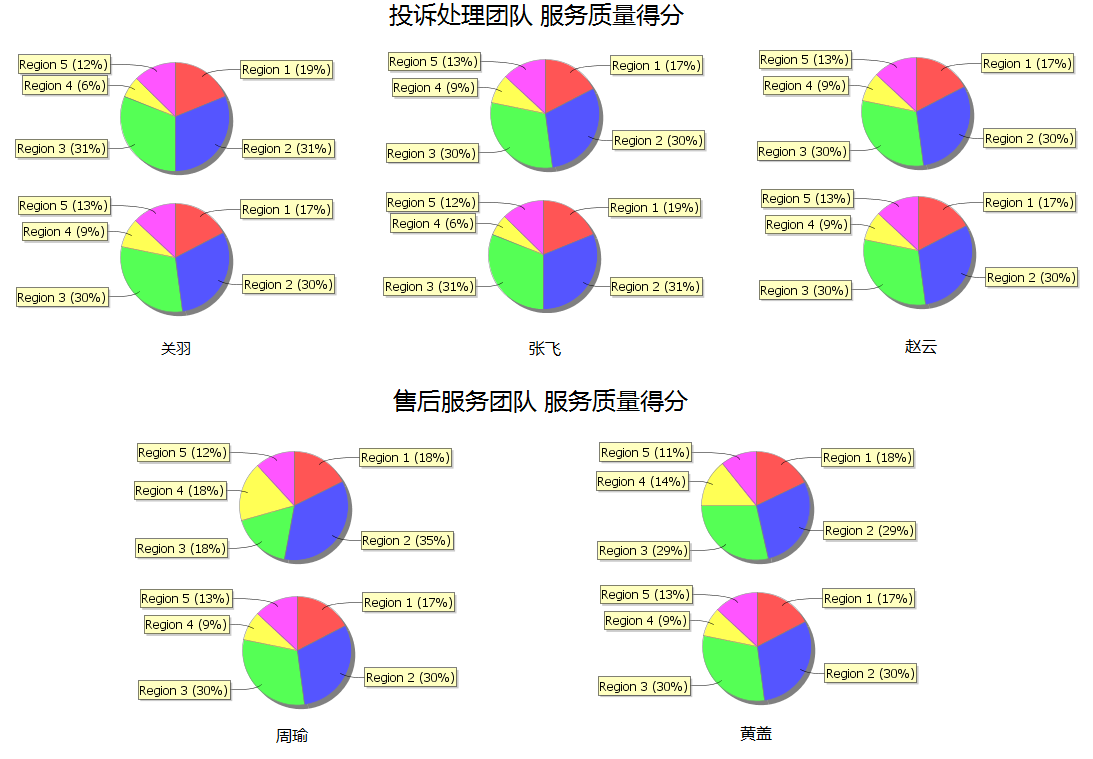 投诉处理团队 服务质量得分
Region 5 (12%)
Region 1 (19%)
Region 4 (6%)
Region 3 (31%)
Region 2 (31%)
Region 5 (13%)
Region 1 (17%)
Region 4 (9%)
Region 3 (30%)
Region 2 (30%)
Region 5 (13%)
Region 1 (17%)
Region 4 (9%)
Region 3 (30%)
Region 2 (30%)
Region 5 (13%)
Region 1 (17%)
Region 4 (9%)
Region 3 (30%)
Region 2 (30%)
Region 5 (12%)
Region 1 (19%)
Region 4 (6%)
Region 3 (31%)
Region 2 (31%)
Region 5 (13%)
Region 1 (17%)
Region 4 (9%)
Region 3 (30%)
Region 2 (30%)
关羽
张飞
赵云
售后服务团队 服务质量得分
Region 5 (12%)
Region 1 (18%)
Region 4 (18%)
Region 3 (18%)
Region 2 (35%)
Region 5 (11%)
Region 1 (18%)
Region 4 (14%)
Region 3 (29%)
Region 2 (29%)
Region 5 (13%)
Region 1 (17%)
Region 4 (9%)
Region 3 (30%)
Region 2 (30%)
Region 5 (13%)
Region 1 (17%)
Region 4 (9%)
Region 3 (30%)
Region 2 (30%)
周瑜
黄盖